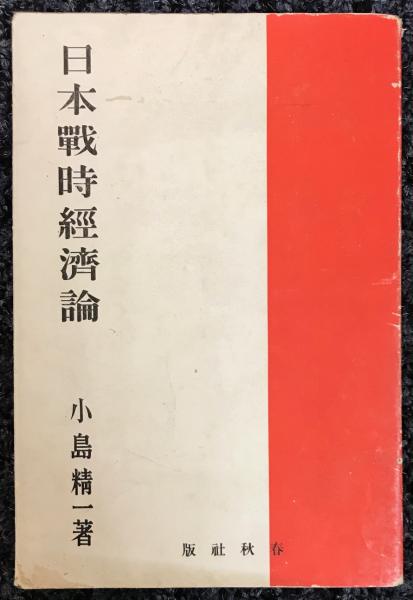 日本戰時經濟論
小島精一著
春秋社版